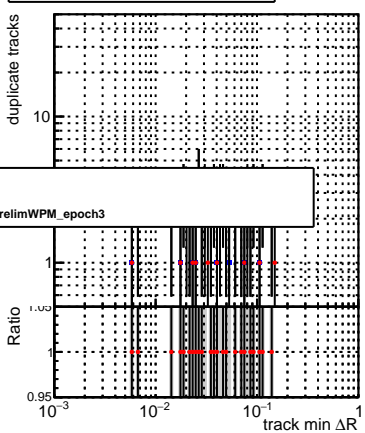 duplicate tracks
10
relimWPM_epoch3
1
1.05
Ratio
1
0.95
10⁻³ 10⁻² 10⁻¹ 1
track min ΔR